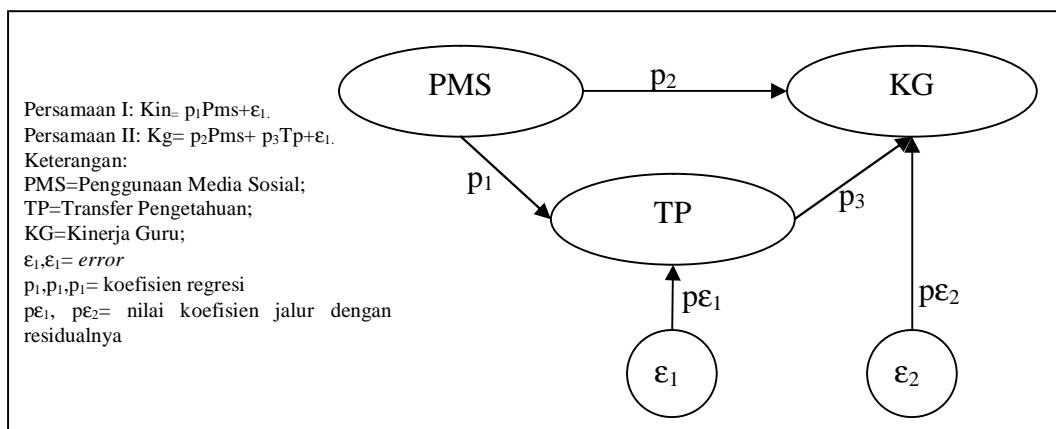 Persamaan I: Kin= p₁Pms+ε₁.
Persamaan II: Kg= p₂Pms+ p₃Tp+ε₁.
Keterangan:
PMS=Penggunaan Media Sosial;
TP=Transfer Pengetahuan;
KG=Kinerja Guru;
ε₁,ε₁= error
p₁,p₁,p₁= koefisien regresi
pε₁, pε₂= nilai koefisien jalur dengan
residualnya
PMS
p₂
KG
p₁
TP
p₃
pε₁
pε₂
ε₁
ε₂